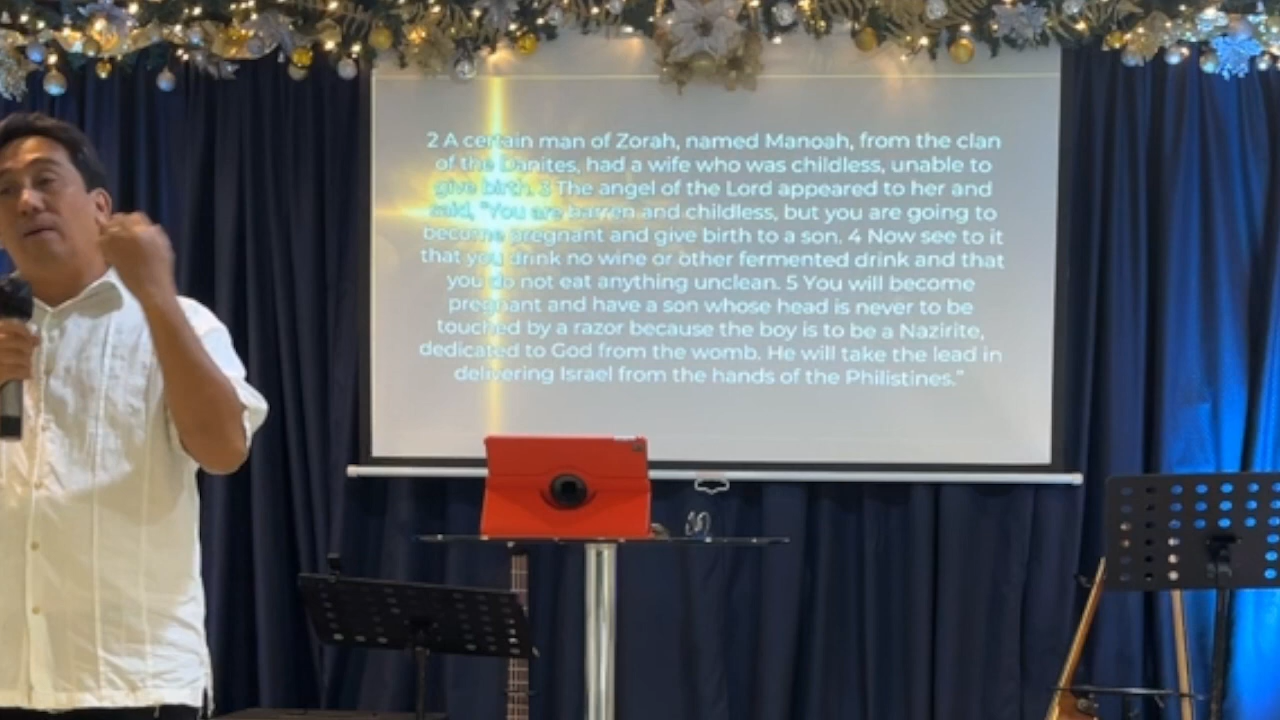 2 A certain man of Zorah, named Manoah, from the clan
of the Danites, had a wife who was childless, unable to
give birth. 3 The angel of the Lord appeared to her and
said, "You are barren and childless, but you are going to
become pregnant and give birth to a son. 4 Now see to it
that you drink no wine or other fermented drink and that
you do not eat anything unclean. 5 You will become
pregnant and have a son whose head is never to be
touched by a razor because the boy is to be a Nazirite,
dedicated to God from the womb. He will take the lead in
delivering Israel from the hands of the Philistines."